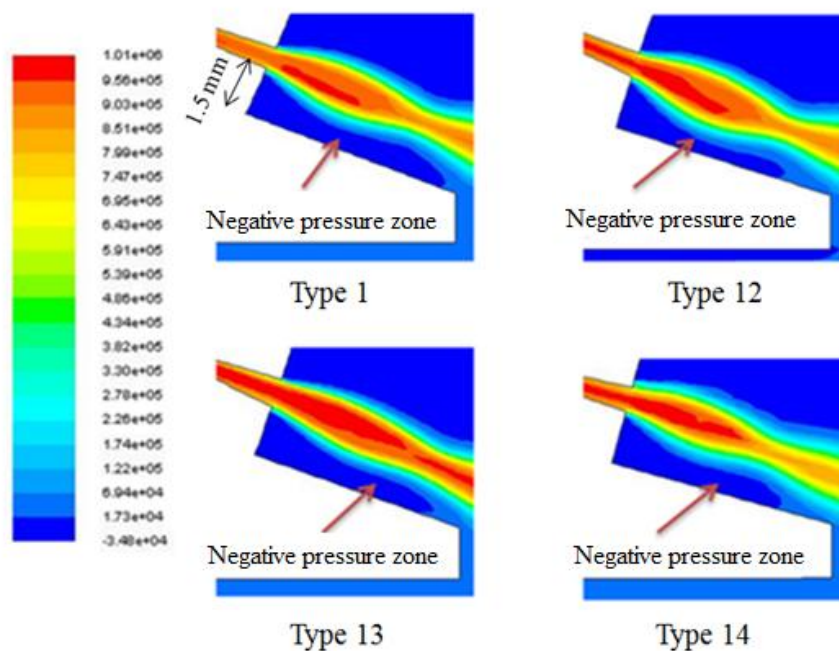 1.01e+06
9.56e+05
9.03e+05
8.51e+05
7.99e+05
7.47e+05
6.95e+05
6.43e+05
5.91e+05
5.39e+05
4.86e+05
4.34e+05
3.82e+05
3.30e+05
2.78e+05
2.26e+05
1.74e+05
1.22e+05
6.94e+04
1.73e+04
-3.48e+04
1.5 mm
Negative pressure zone
Type 1
Negative pressure zone
Type 12
Negative pressure zone
Type 13
Negative pressure zone
Type 14